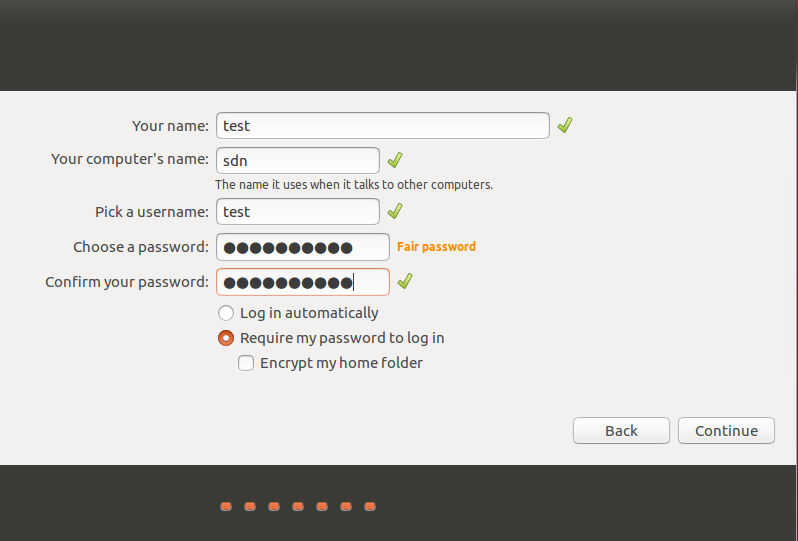 Your name: test
Your computer's name: sdn
The name it uses when it talks to other computers.
Pick a username: test
Choose a password: ●●●●●●●●●● Fair password
Confirm your password: ●●●●●●●●●●
Log in automatically
Require my password to log in
Encrypt my home folder
Back Continue